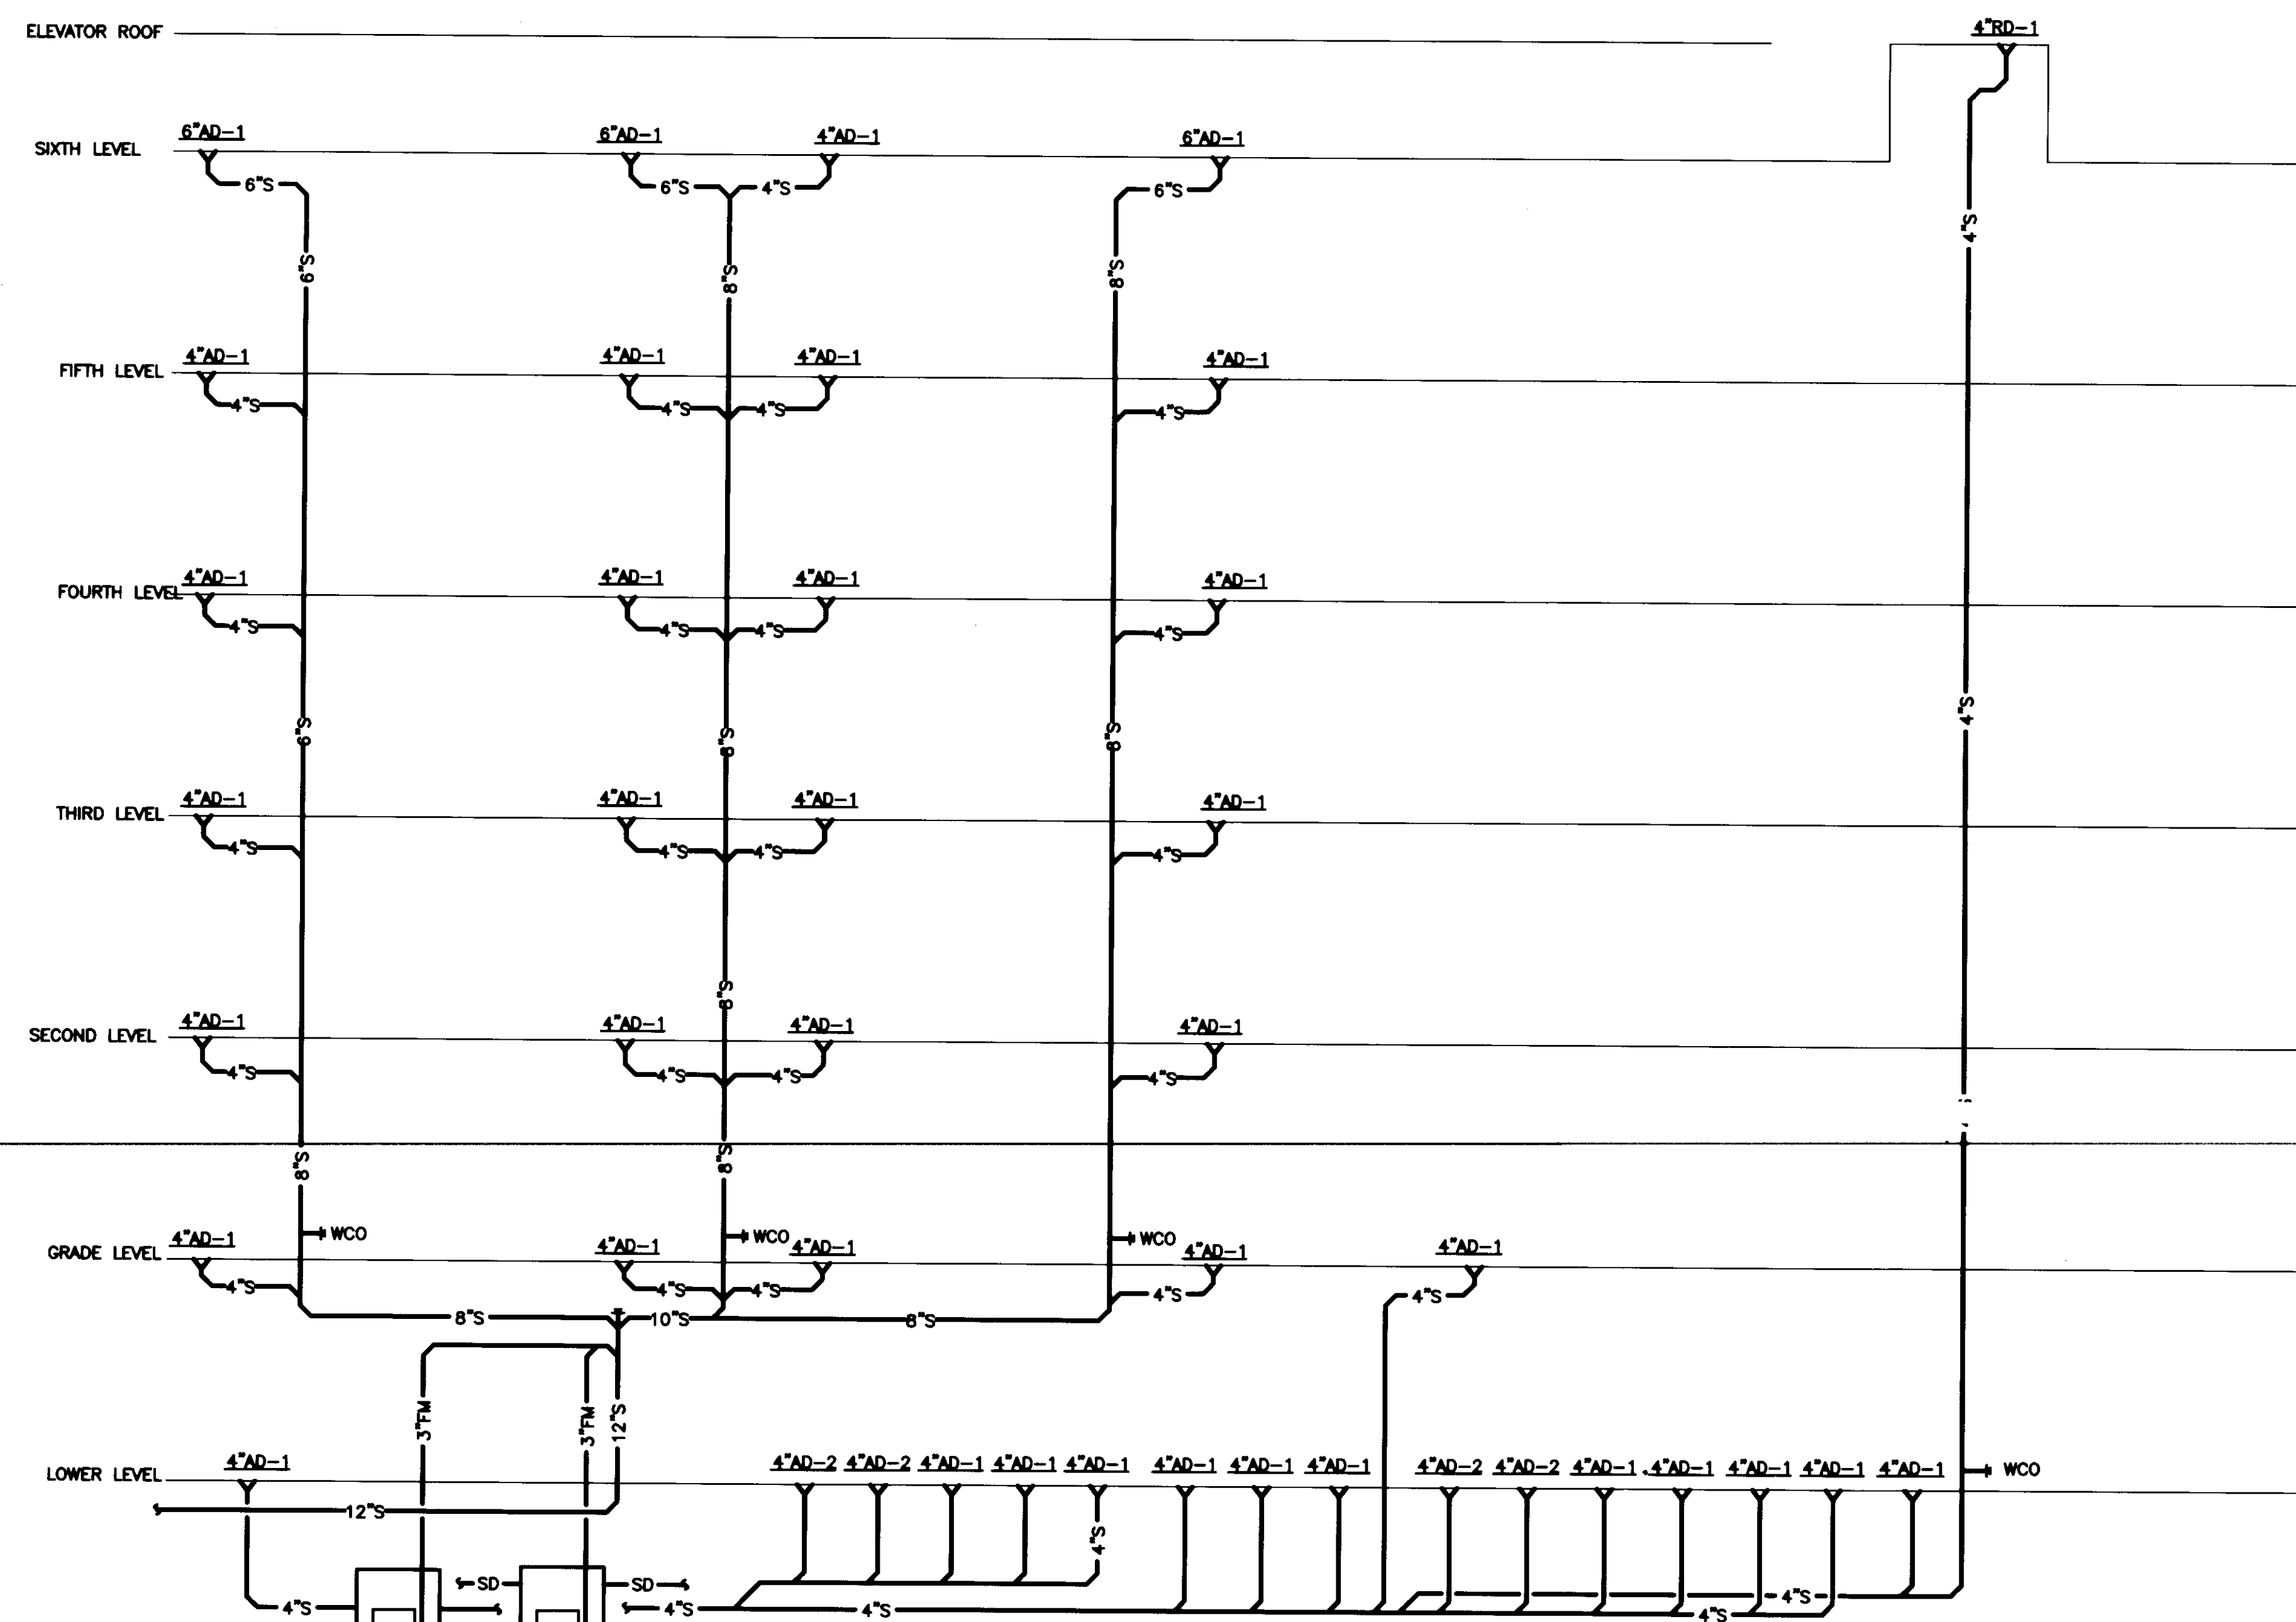 ELEVATOR ROOF
4"RD-1
SIXTH LEVEL
6"AD-1 6"AD-1 4"AD-1 6"AD-1
6"S 6"S 4"S 6"S
6"S 8"S 8"S 4"S
FIFTH LEVEL
4"AD-1 4"AD-1 4"AD-1 4"AD-1
4"S 4"S 4"S 4"S
FOURTH LEVEL
4"AD-1 4"AD-1 4"AD-1 4"AD-1
4"S 4"S 4"S 4"S
6"S 8"S 8"S 4"S
THIRD LEVEL
4"AD-1 4"AD-1 4"AD-1 4"AD-1
4"S 4"S 4"S 4"S
8"S
SECOND LEVEL
4"AD-1 4"AD-1 4"AD-1 4"AD-1
4"S 4"S 4"S 4"S
8"S 8"S
WCO WCO WCO
GRADE LEVEL
4"AD-1 4"AD-1 4"AD-1 4"AD-1 4"AD-1
4"S 4"S 4"S 4"S 4"S
8"S 10"S 8"S
3"FM 3"FM 12"S
LOWER LEVEL
4"AD-1 4"AD-2 4"AD-2 4"AD-1 4"AD-1 4"AD-1 4"AD-1 4"AD-1 4"AD-1 4"AD-2 4"AD-2 4"AD-1 4"AD-1 4"AD-1 4"AD-1 4"AD-1 WCO
12"S
4"S
SD SD
4"S 4"S 4"S 4"S 4"S